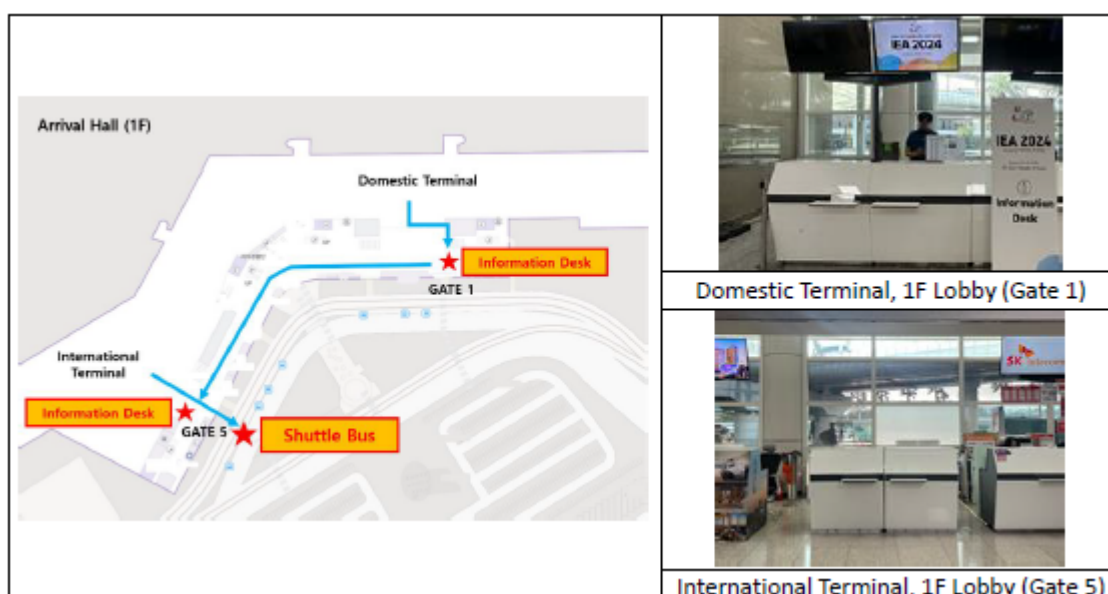 Arrival Hall (1F)
Domestic Terminal
Information Desk
GATE 1
International
Terminal
Information Desk
GATE 5
Shuttle Bus
IEA 2024
IEA 2024
Information
Desk
Domestic Terminal, 1F Lobby (Gate 1)
SK telecom
International Terminal, 1F Lobby (Gate 5)